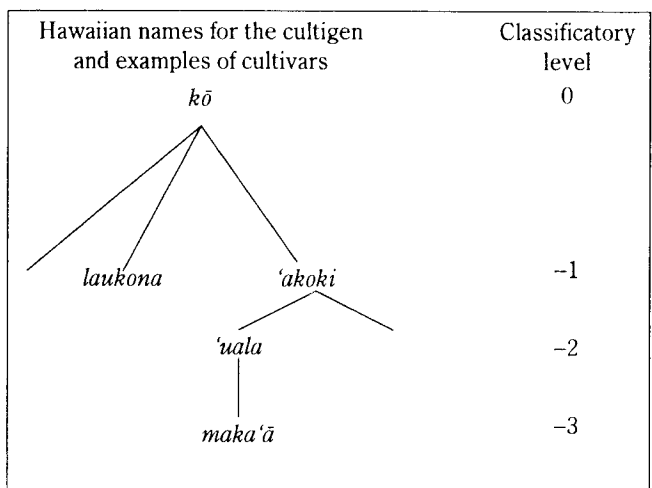 Hawaiian names for the cultigen
and examples of cultivars
Classificatory
level
kō
0
laukona
ʻakoki
–1
ʻuala
–2
makaʻā
–3